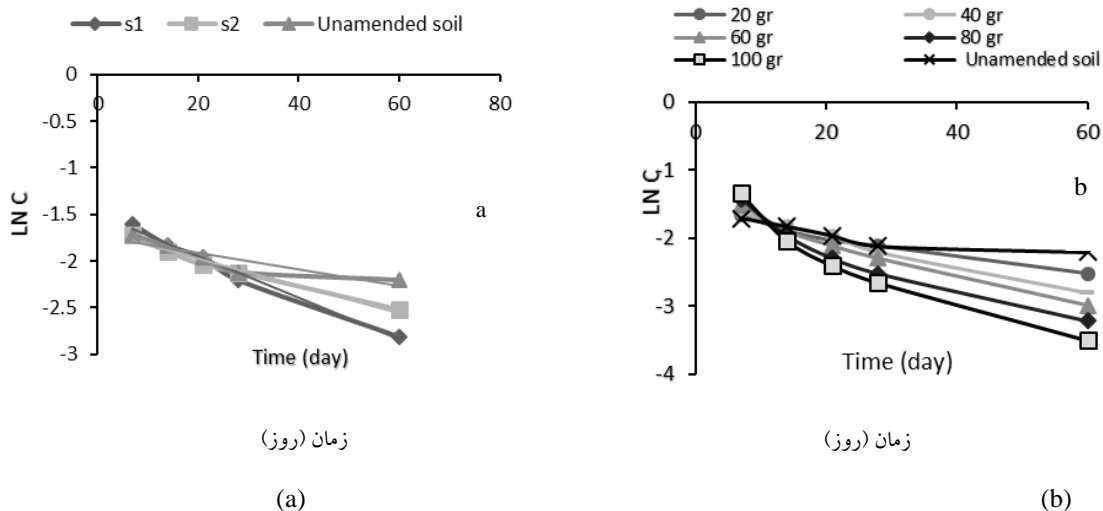 s1 s2 Unamended soil
0
0 20 40 60 80
-0.5
-1
-1.5
-2
-2.5
-3
LN C
a
Time (day)
زمان (روز)
(a)
20 gr 40 gr
60 gr 80 gr
100 gr Unamended soil
0
0 20 40 60
-1
-2
-3
-4
LN C
b
Time (day)
زمان (روز)
(b)